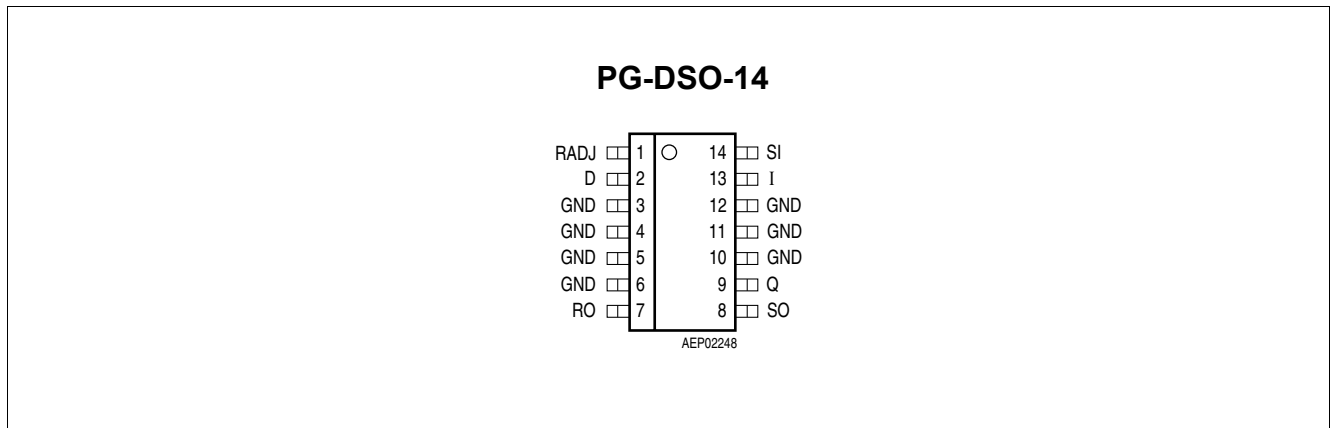 PG-DSO-14
RADJ 1 14 SI
D 2 13 I
GND 3 12 GND
GND 4 11 GND
GND 5 10 GND
GND 6 9 Q
RO 7 8 SO
AEP02248